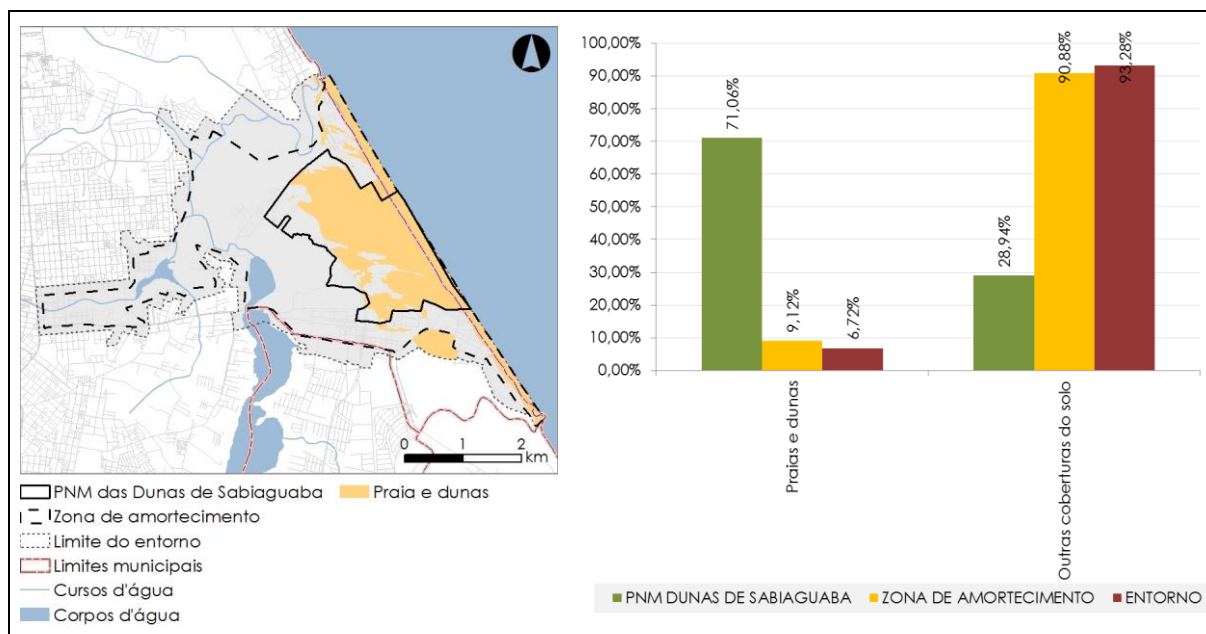 0 1 2
km
PNM das Dunas de Sabiaguaba
Praia e dunas
Zona de amortecimento
Limite do entorno
Limites municipais
Cursos d'água
Corpos d'água
100,00%
90,00%
80,00%
70,00%
60,00%
50,00%
40,00%
30,00%
20,00%
10,00%
0,00%
71,06%
9,12%
6,72%
28,94%
90,88%
93,28%
Praias e dunas
Outras coberturas do solo
PNM DUNAS DE SABIAGUABA
ZONA DE AMORTECIMENTO
ENTORNO